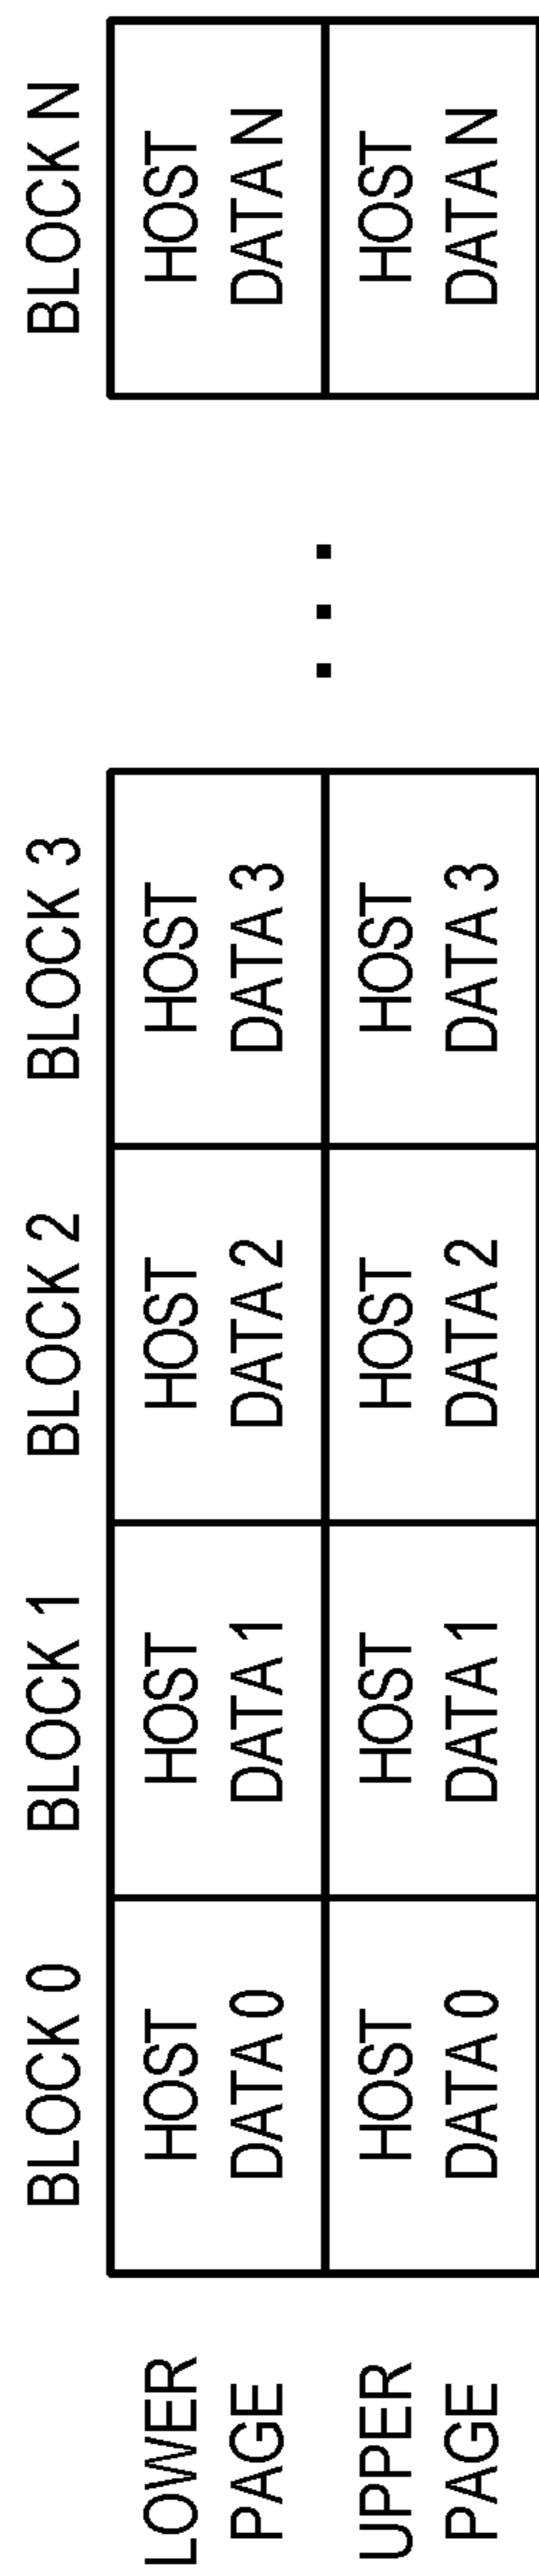 BLOCK 0 BLOCK 1 BLOCK 2 BLOCK 3 BLOCK N
LOWER HOST HOST HOST HOST HOST
PAGE DATA 0 DATA 1 DATA 2 DATA 3 ... DATA N
UPPER HOST HOST HOST HOST HOST
PAGE DATA 0 DATA 1 DATA 2 DATA 3 DATA N